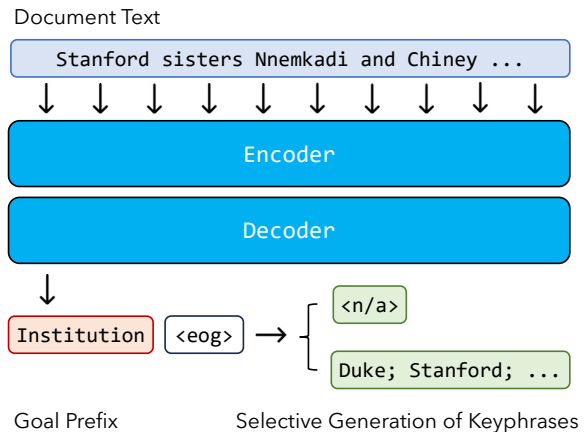 Document Text
Stanford sisters Nnemkadi and Chiney ...
Encoder
Decoder
<n/a>
Institution <eog>
Duke; Stanford; ...
Goal Prefix Selective Generation of Keyphrases